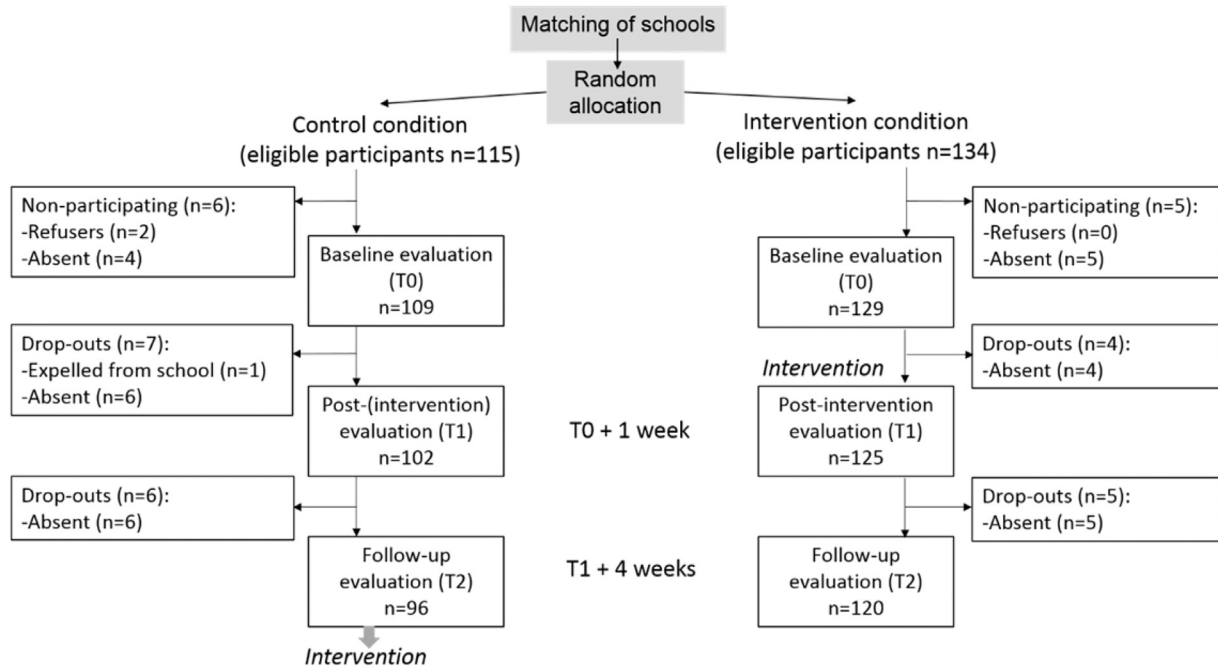 Matching of schools
Random
allocation
Control condition
(eligible participants n=115)
Intervention condition
(eligible participants n=134)
Non-participating (n=6):
-Refusers (n=2)
-Absent (n=4)
Non-participating (n=5):
-Refusers (n=0)
-Absent (n=5)
Baseline evaluation
(T0)
n=109
Baseline evaluation
(T0)
n=129
Drop-outs (n=7):
-Expelled from school (n=1)
-Absent (n=6)
Intervention
Drop-outs (n=4):
-Absent (n=4)
Post-(intervention)
evaluation (T1)
n=102
T0 + 1 week
Post-intervention
evaluation (T1)
n=125
Drop-outs (n=6):
-Absent (n=6)
Drop-outs (n=5):
-Absent (n=5)
Follow-up
evaluation (T2)
n=96
T1 + 4 weeks
Follow-up
evaluation (T2)
n=120
Intervention